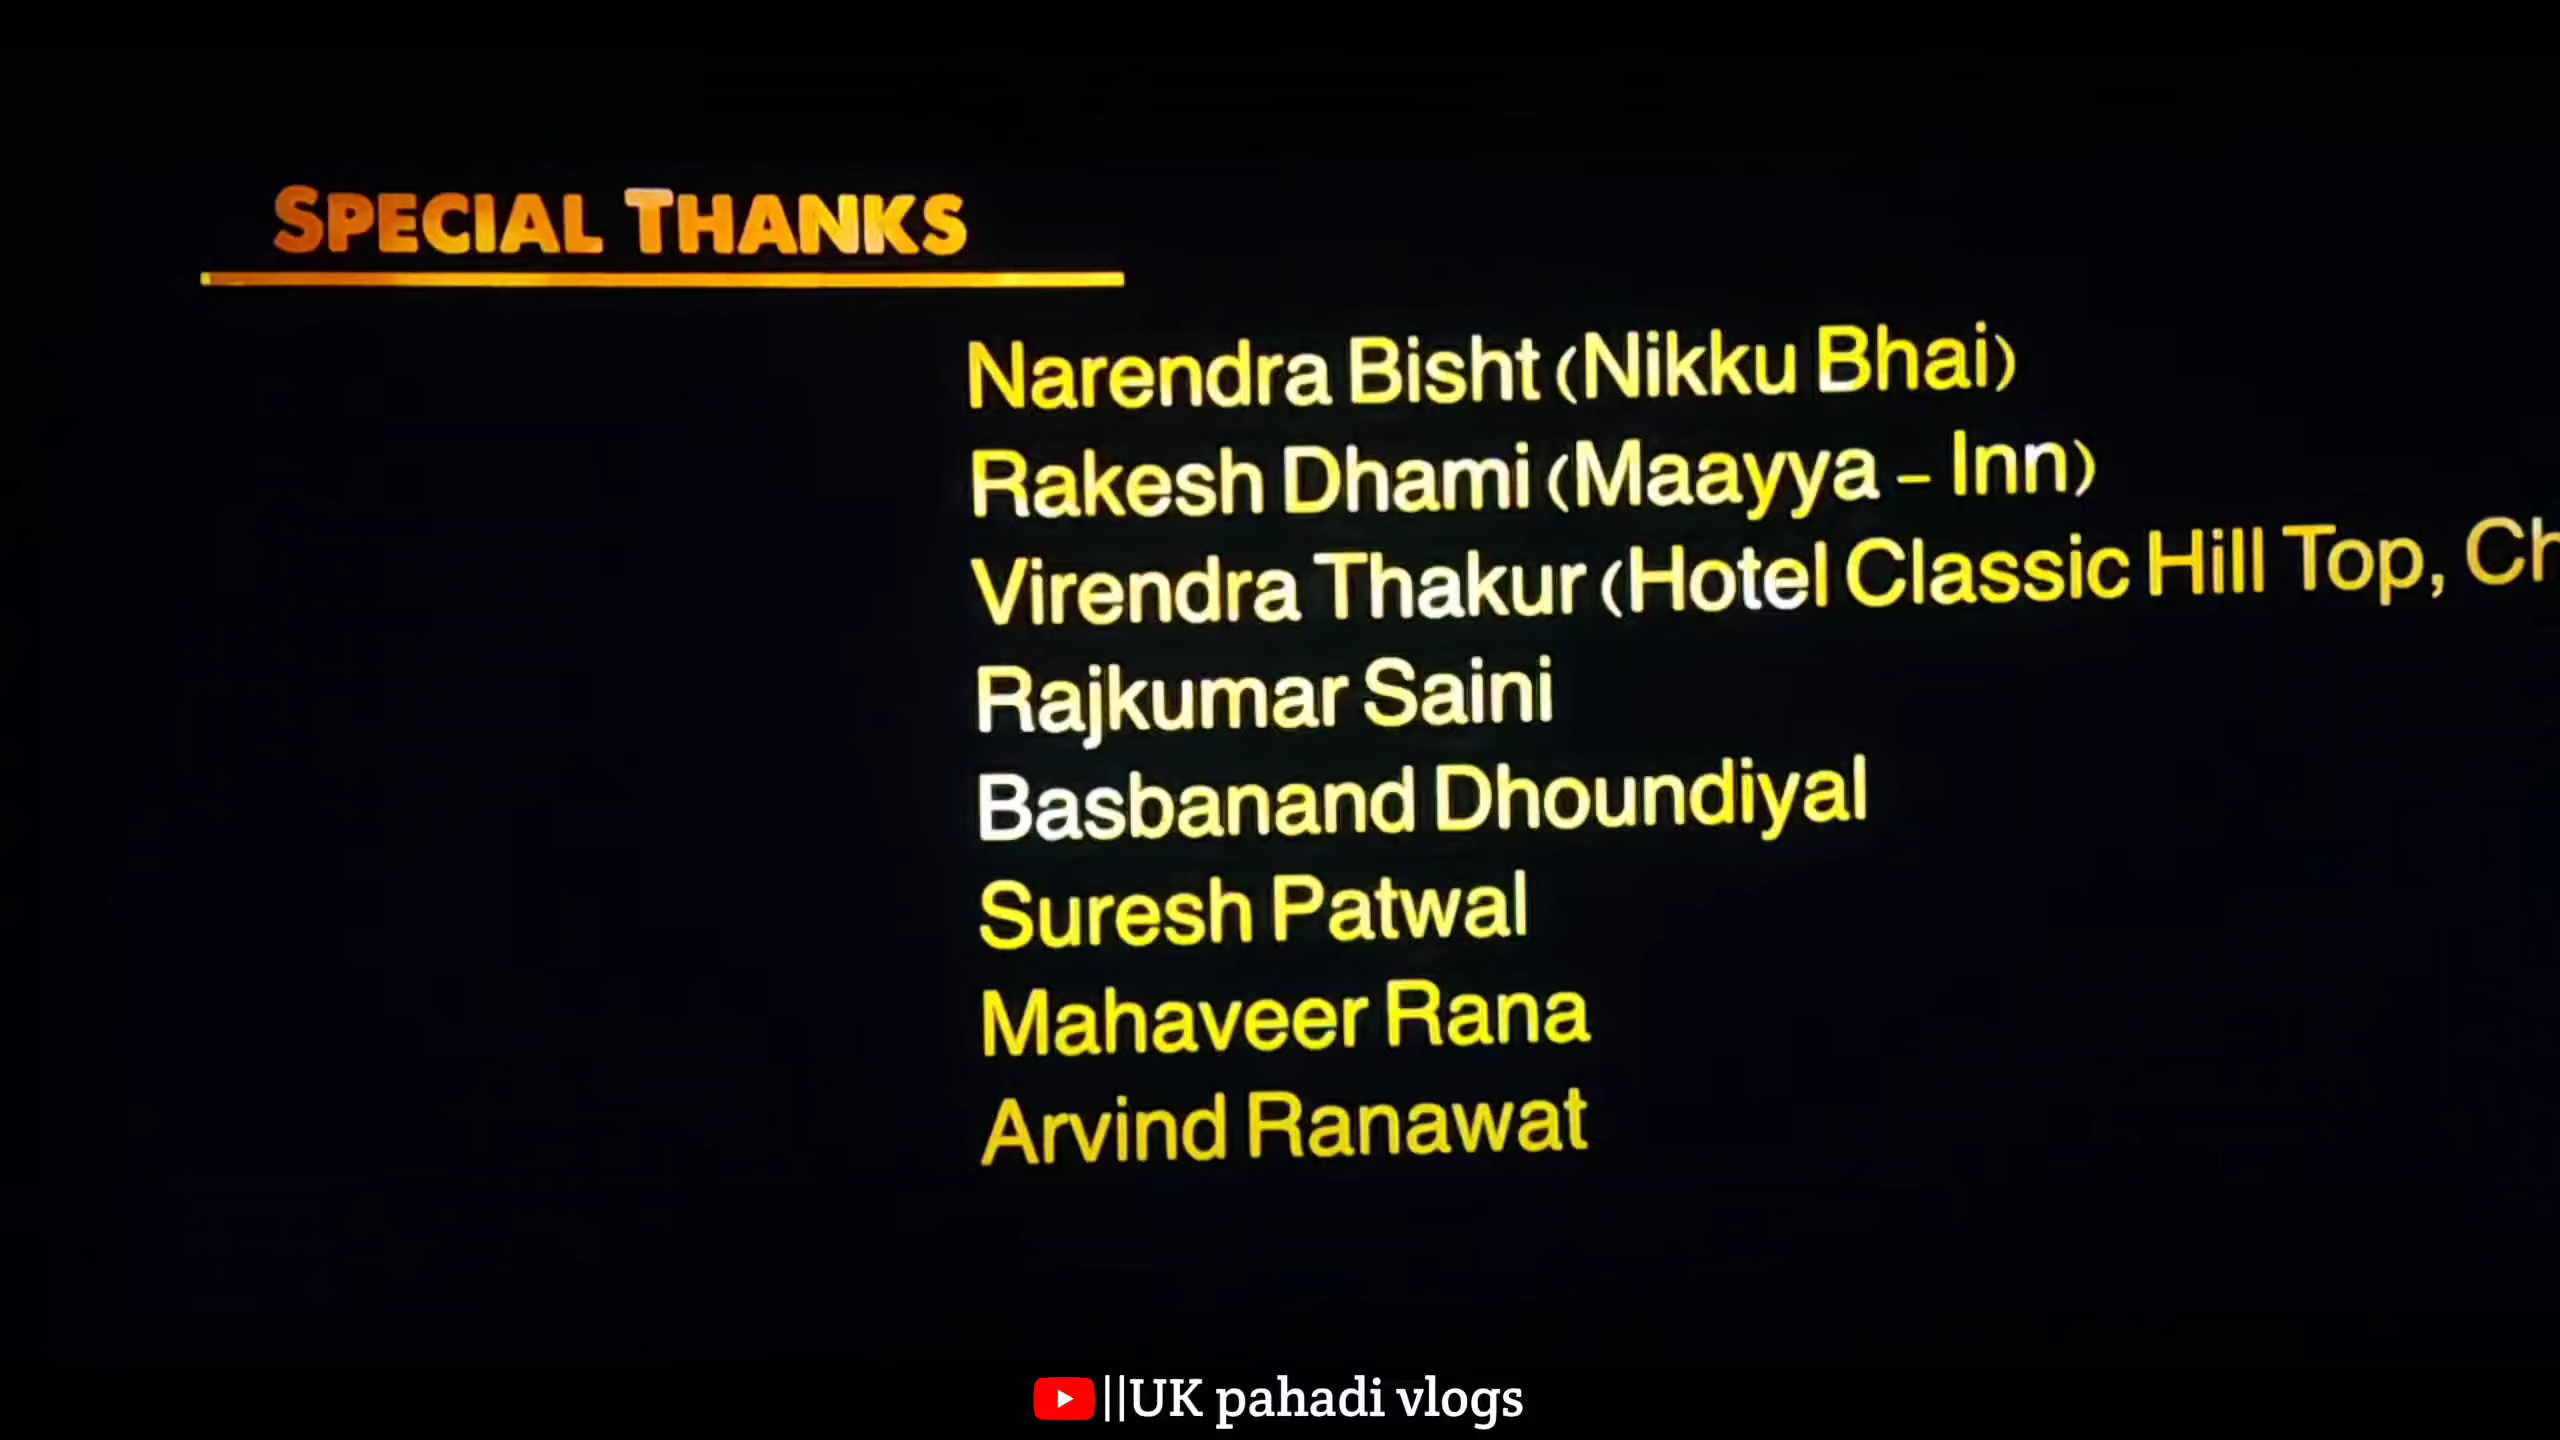 SPECIAL THANKS
Narendra Bisht (Nikku Bhai)
Rakesh Dhami (Maayya - Inn)
Virendra Thakur (Hotel Classic Hill Top,
Rajkumar Saini
Basbanand Dhoundiyal
Suresh Patwal
Mahaveer Rana
Arvind Ranawat
||UK pahadi vlogs